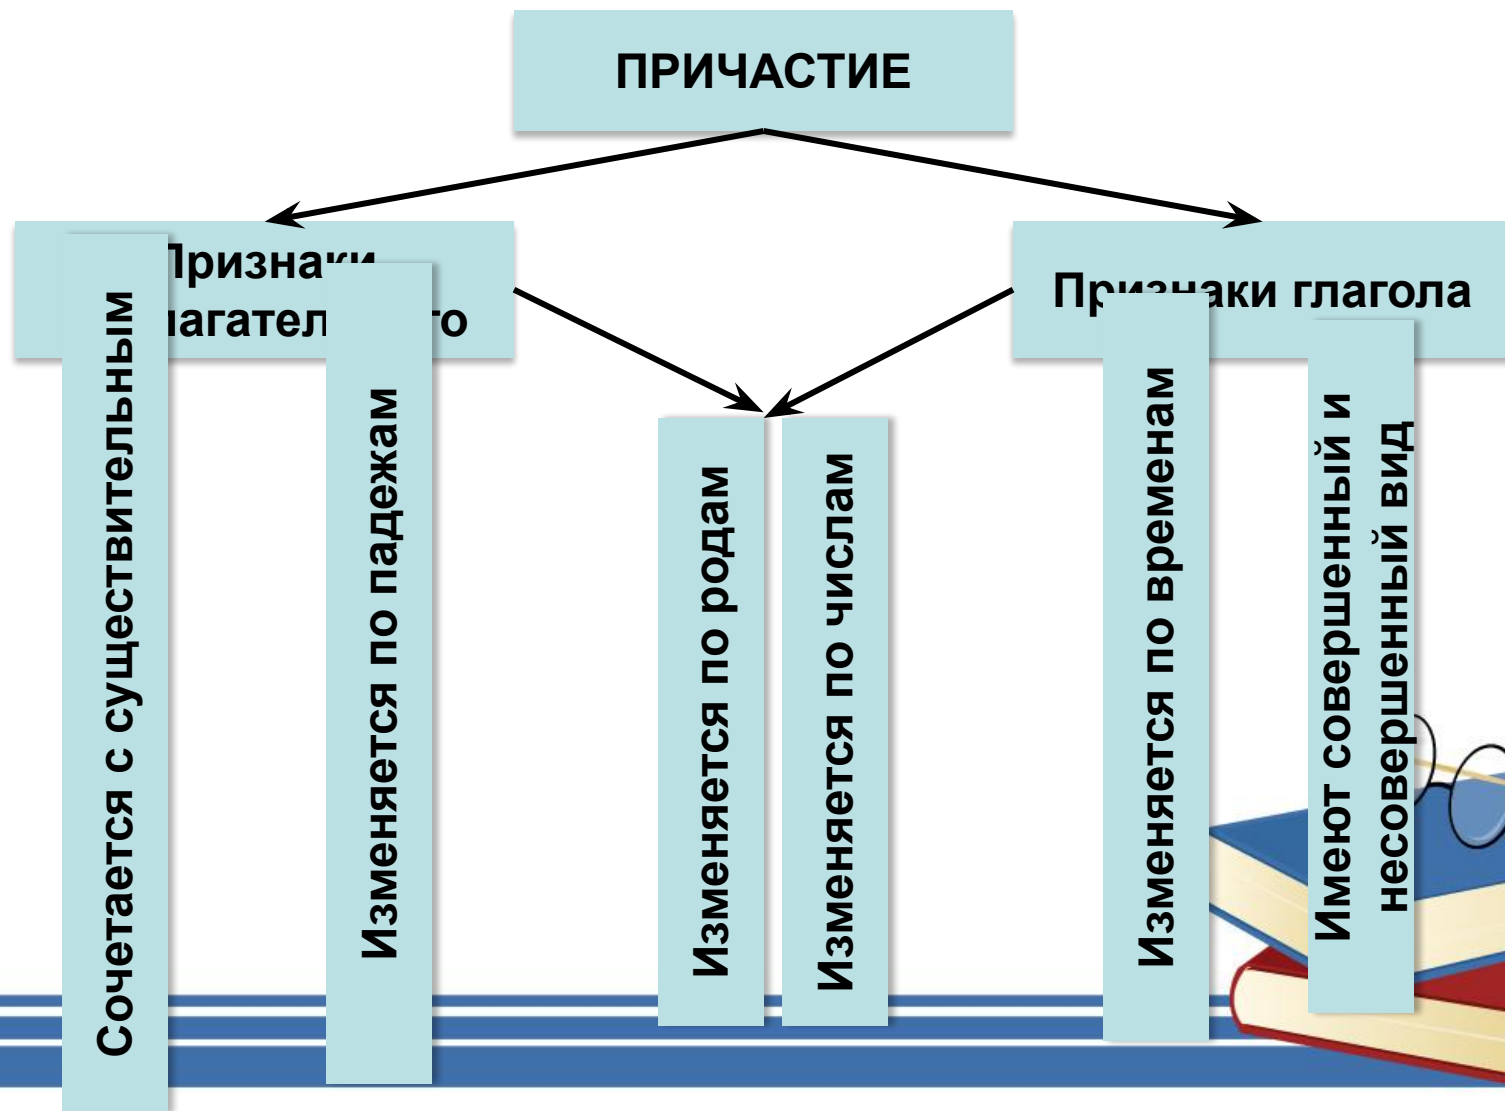 ПРИЧАСТИЕ
Признаки
Признаки глагола
Сочетается с существительным
Изменяется по падежам
Изменяется по родам
Изменяется по числам
Изменяется по временам
Имеют совершенный и
несовершенный вид